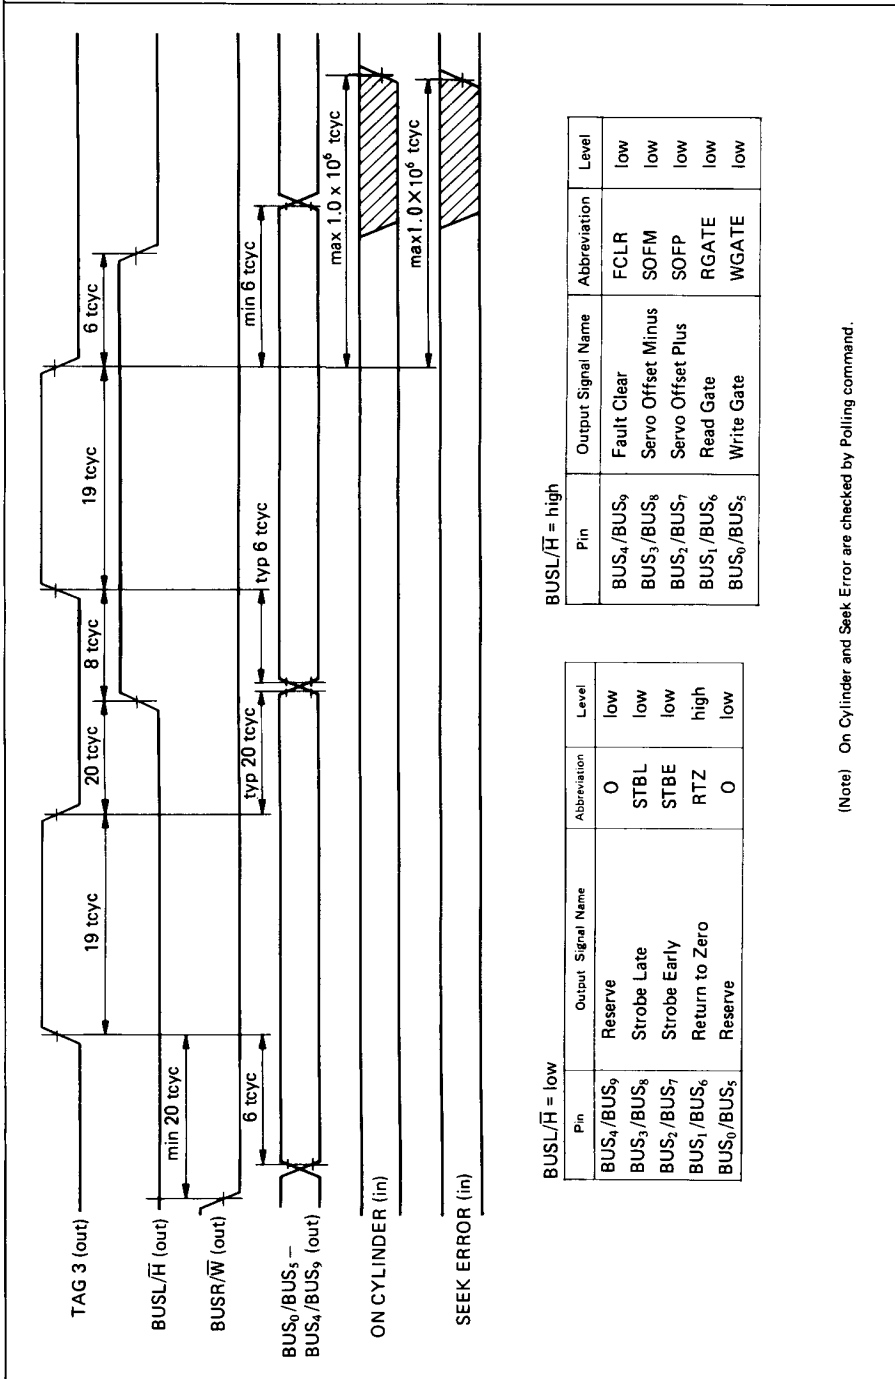 TAG 3 (out)
19 tcyc
20 tcyc
8 tcyc
19 tcyc
6 tcyc
BUSL/H̅ (out)
min 20 tcyc
BUSR/W̅ (out)
6 tcyc
typ 20 tcyc
typ 6 tcyc
min 6 tcyc
BUS₀/BUS₅ –
BUS₄/BUS₉ (out)
max 1.0 x 10⁶ tcyc
ON CYLINDER (in)
max1.0X10⁶ tcyc
SEEK ERROR (in)
BUSL/H̅ = low
Pin Output Signal Name Abbreviation Level
BUS₄/BUS₉ Reserve O low
BUS₃/BUS₈ Strobe Late STBL low
BUS₂/BUS₇ Strobe Early STBE low
BUS₁/BUS₆ Return to Zero RTZ high
BUS₀/BUS₅ Reserve O low
BUSL/H̅ = high
Pin Output Signal Name Abbreviation Level
BUS₄/BUS₉ Fault Clear FCLR low
BUS₃/BUS₈ Servo Offset Minus SOFM low
BUS₂/BUS₇ Servo Offset Plus SOFP low
BUS₁/BUS₆ Read Gate RGATE low
BUS₀/BUS₅ Write Gate WGATE low
(Note) On Cylinder and Seek Error are checked by Polling command.